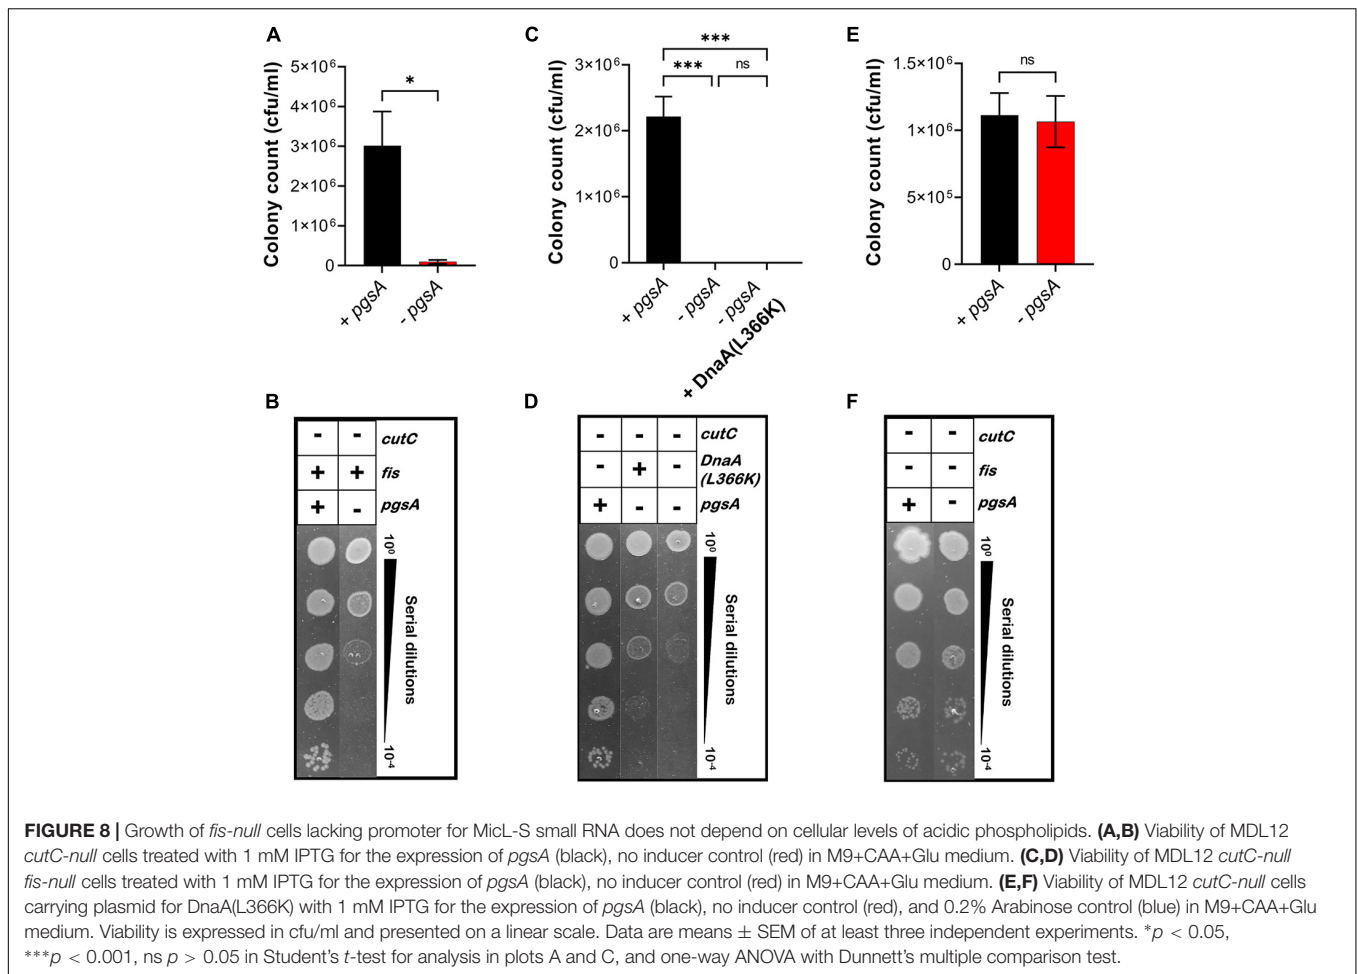 A
Colony count (cfu/ml)
5×10⁶
4×10⁶
3×10⁶
2×10⁶
1×10⁶
0
*
+ pgsA
- pgsA
C
Colony count (cfu/ml)
3×10⁶
2×10⁶
1×10⁶
0
***
***
ns
+ pgsA
- pgsA
- pgsA
+ DnaA(L366K)
E
Colony count (cfu/ml)
1.5×10⁶
1×10⁶
5×10⁵
0
ns
+ pgsA
- pgsA
B
- - cutC
+ + fis
+ - pgsA
10⁰
Serial dilutions
10⁻⁴
D
- - - cutC
- + - DnaA
(L366K)
+ - - pgsA
10⁰
Serial dilutions
10⁻⁴
F
- - cutC
- - fis
+ - pgsA
10⁰
Serial dilutions
10⁻⁴
FIGURE 8 | Growth of fis-null cells lacking promoter for MicL-S small RNA does not depend on cellular levels of acidic phospholipids. (A,B) Viability of MDL12
cutC-null cells treated with 1 mM IPTG for the expression of pgsA (black), no inducer control (red) in M9+CAA+Glu medium. (C,D) Viability of MDL12 cutC-null
fis-null cells treated with 1 mM IPTG for the expression of pgsA (black), no inducer control (red) in M9+CAA+Glu medium. (E,F) Viability of MDL12 cutC-null cells
carrying plasmid for DnaA(L366K) with 1 mM IPTG for the expression of pgsA (black), no inducer control (red), and 0.2% Arabinose control (blue) in M9+CAA+Glu
medium. Viability is expressed in cfu/ml and presented on a linear scale. Data are means ± SEM of at least three independent experiments. *p < 0.05,
***p < 0.001, ns p > 0.05 in Student's t-test for analysis in plots A and C, and one-way ANOVA with Dunnett's multiple comparison test.